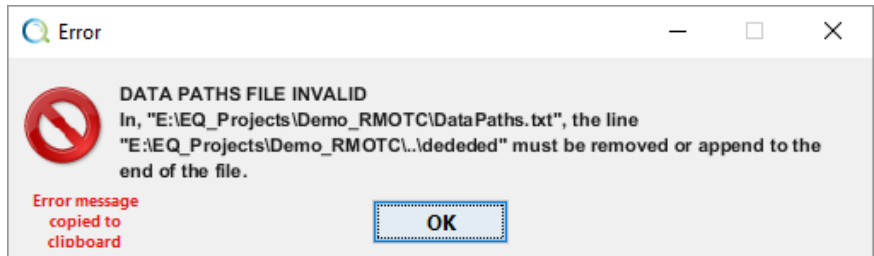 Error
DATA PATHS FILE INVALID
In, "E:\EQ_Projects\Demo_RMOTC\DataPaths.txt", the line
"E:\EQ_Projects\Demo_RMOTC\..\dededed" must be removed or append to the
end of the file.
Error message
copied to
clipboard
OK